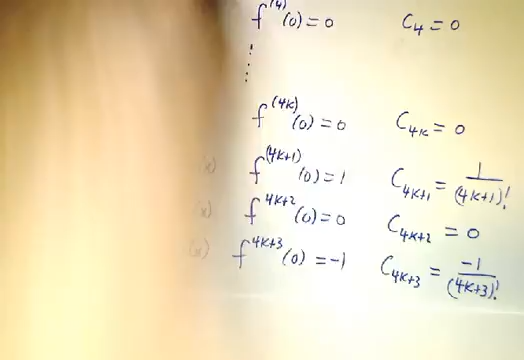 f^(4)(0) = 0 C_4 = 0
⋮
f^(4k)(0) = 0 C_4k = 0
(x) f^(4k+1)(0) = 1 C_4k+1 = 1/(4k+1)!
(x) f^4k+2(0) = 0 C_4k+2 = 0
(x) f^4k+3(0) = -1 C_4k+3 = -1/(4k+3)!